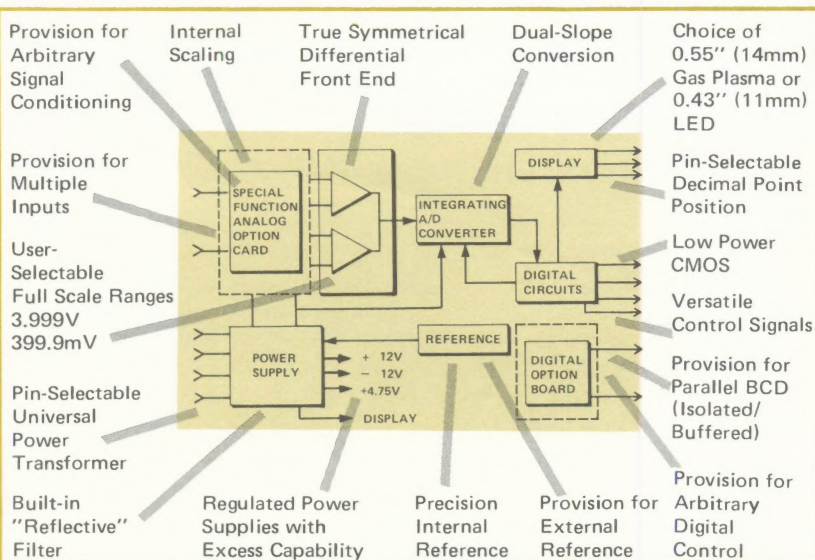 Provision for
Arbitrary
Signal
Conditioning
Internal
Scaling
True Symmetrical
Differential
Front End
Dual-Slope
Conversion
Choice of
0.55'' (14mm)
Gas Plasma or
0.43'' (11mm)
LED
Provision for
Multiple
Inputs
User-
Selectable
Full Scale Ranges
3.999V
399.9mV
Pin-Selectable
Universal
Power
Transformer
SPECIAL
FUNCTION
ANALOG
OPTION
CARD
INTEGRATING
A/D
CONVERTER
DISPLAY
DIGITAL
CIRCUITS
POWER
SUPPLY
+ 12V
− 12V
+4.75V
DISPLAY
REFERENCE
DIGITAL
OPTION
BOARD
Pin-Selectable
Decimal Point
Position
Low Power
CMOS
Versatile
Control Signals
Provision for
Parallel BCD
(Isolated/
Buffered)
Built-in
"Reflective"
Filter
Regulated Power
Supplies with
Excess Capability
Precision
Internal
Reference
Provision for
External
Reference
Provision for
Arbitrary
Digital
Control